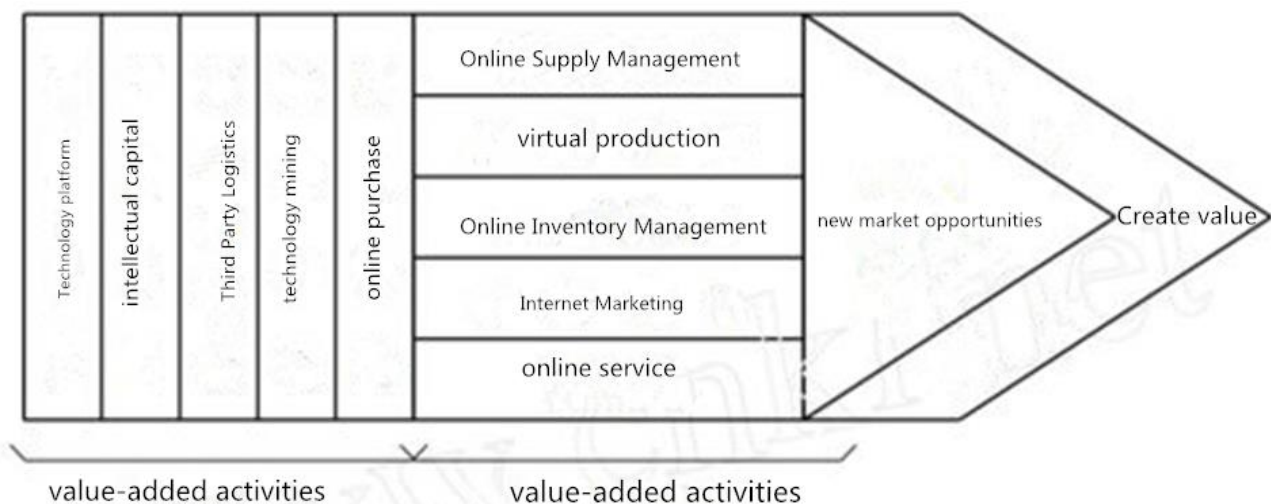 Technology platform
intellectual capital
Third Party Logistics
technology mining
online purchase
Online Supply Management
virtual production
Online Inventory Management
Internet Marketing
online service
new market opportunities
Create value
value-added activities
value-added activities